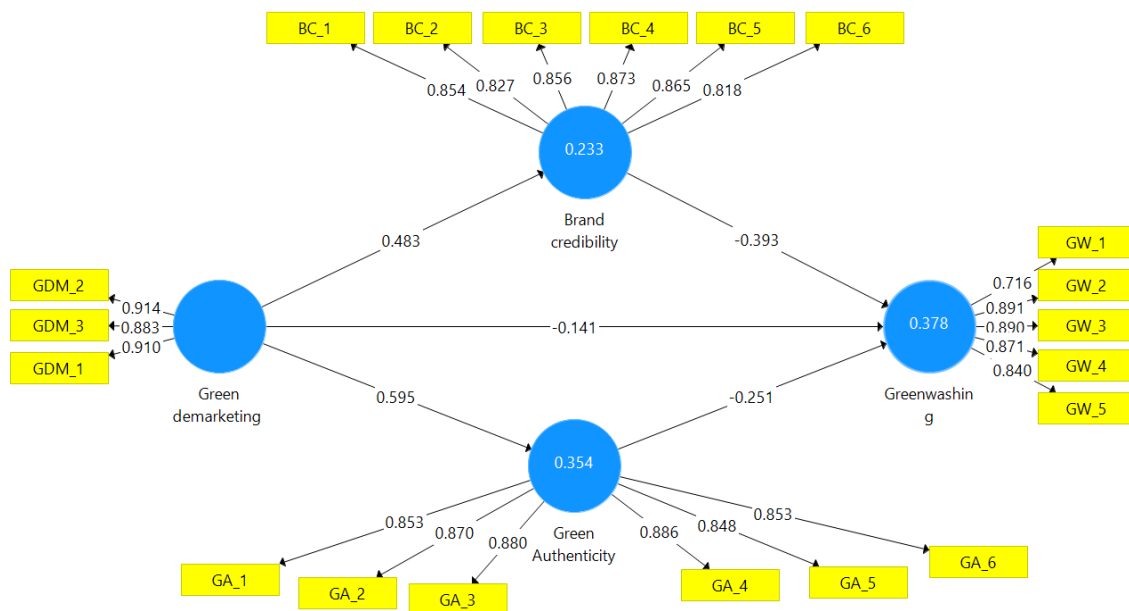 BC_1
BC_2
BC_3
BC_4
BC_5
BC_6
0.854
0.827
0.856
0.873
0.865
0.818
0.233
Brand
credibility
0.483
-0.393
GDM_2
GDM_3
GDM_1
0.914
0.883
0.910
Green
demarketing
-0.141
0.378
Greenwashin
g
0.716
0.891
0.890
0.871
0.840
GW_1
GW_2
GW_3
GW_4
GW_5
0.595
-0.251
0.354
Green
Authenticity
0.853
0.870
0.880
0.886
0.848
0.853
GA_1
GA_2
GA_3
GA_4
GA_5
GA_6